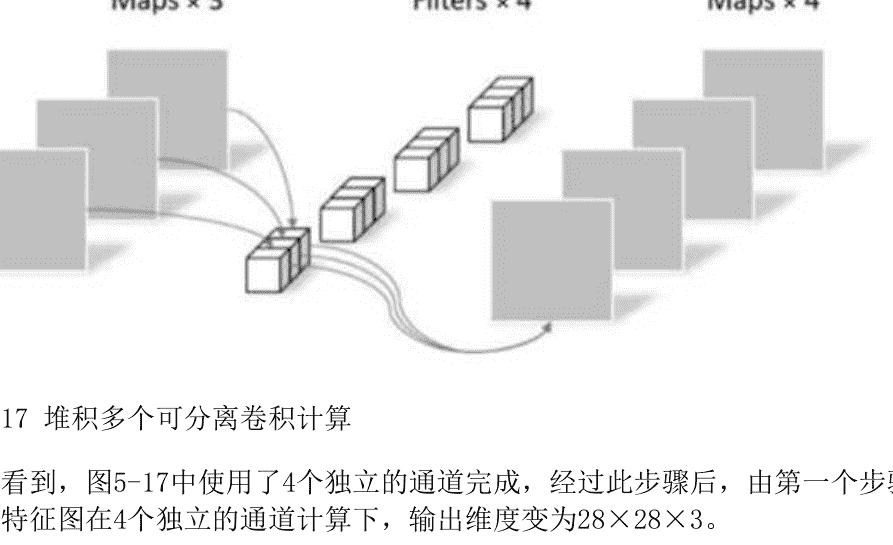 Maps × 3 Filters × 4 Maps × 4
17 堆积多个可分离卷积计算
看到，图5-17中使用了4个独立的通道完成，经过此步骤后，由第一个步骤
特征图在4个独立的通道计算下，输出维度变为28×28×3。